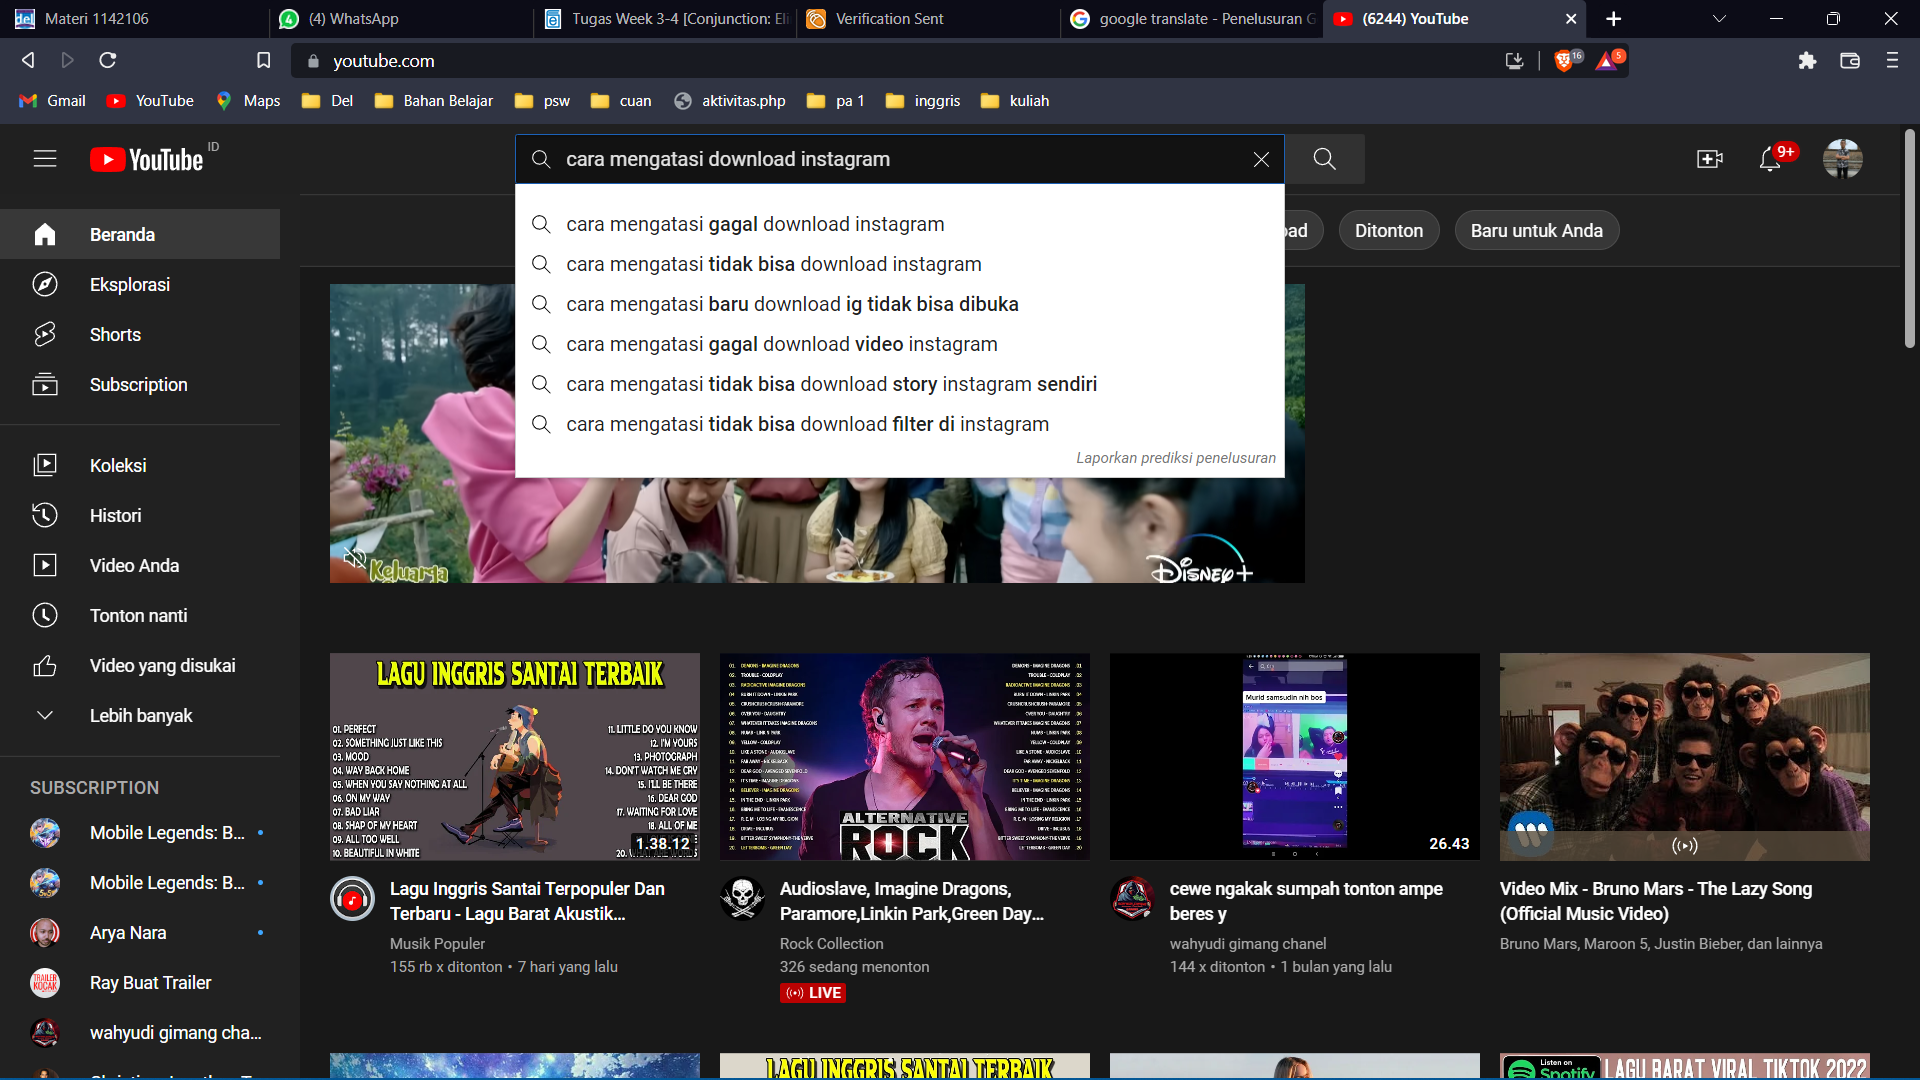 Materi 1142106
(4) WhatsApp
Tugas Week 3-4 [Conjunction: Eli
Verification Sent
google translate - Penelusuran G
(6244) YouTube
youtube.com
16
5
Gmail
YouTube
Maps
Del
Bahan Belajar
psw
cuan
aktivitas.php
pa 1
inggris
kuliah
YouTube ID
cara mengatasi download instagram
9+
cara mengatasi gagal download instagram
cara mengatasi tidak bisa download instagram
cara mengatasi baru download ig tidak bisa dibuka
cara mengatasi gagal download video instagram
cara mengatasi tidak bisa download story instagram sendiri
cara mengatasi tidak bisa download filter di instagram
Laporkan prediksi penelusuran
Ditonton
Baru untuk Anda
Beranda
Eksplorasi
Shorts
Subscription
Koleksi
Histori
Video Anda
Tonton nanti
Video yang disukai
Lebih banyak
SUBSCRIPTION
Mobile Legends: B...
Mobile Legends: B...
Arya Nara
Ray Buat Trailer
wahyudi gimang cha...
Keluarga
Disney+
LAGU INGGRIS SANTAI TERBAIK
01. PERFECT
02. SOMETHING JUST LIKE THIS
03. MOOD
04. WAY BACK HOME
05. WHEN YOU SAY NOTHING AT ALL
06. ON MY WAY
07. BAD LIAR
08. SHAP OF MY HEART
09. ALL TOO WELL
10. BEAUTIFUL IN WHITE
11. LITTLE DO YOU KNOW
12. I'M YOURS
13. PHOTOGRAPH
14. DON'T WATCH ME CRY
15. I'LL BE THERE
16. DEAR GOD
17. WAITING FOR LOVE
18. ALL OF ME
1.38.12
Lagu Inggris Santai Terpopuler Dan
Terbaru - Lagu Barat Akustik...
Musik Populer
155 rb x ditonton • 7 hari yang lalu
ALTERNATIVE
ROCK
Audioslave, Imagine Dragons,
Paramore,Linkin Park,Green Day...
Rock Collection
326 sedang menonton
LIVE
Murid samsudin nih bos
26.43
cewe ngakak sumpah tonton ampe
beres y
wahyudi gimang chanel
144 x ditonton • 1 bulan yang lalu
Video Mix - Bruno Mars - The Lazy Song
(Official Music Video)
Bruno Mars, Maroon 5, Justin Bieber, dan lainnya
LAGU INGGRIS SANTAI TERBAIK
Listen on
Spotify
LAGU BARAT VIRAL TIKTOK 2022